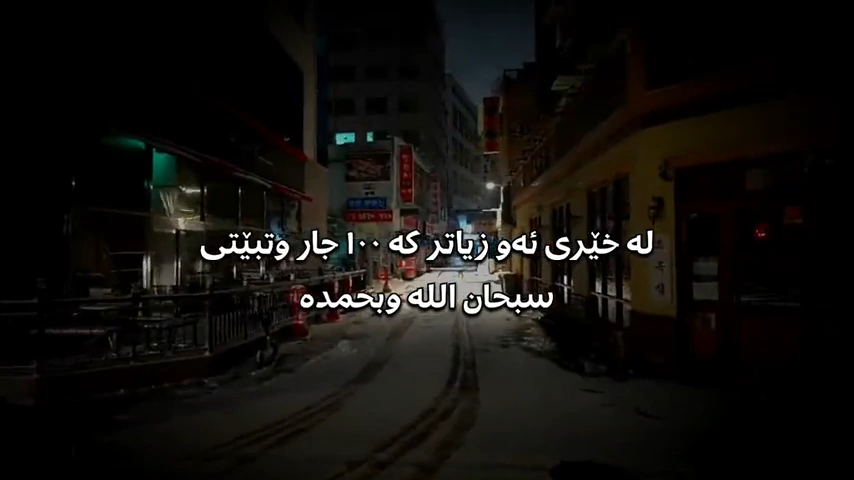 لە خێری ئەو زیاتر کە ١٠٠ جار وتبێتی
سبحان الله وبحمده